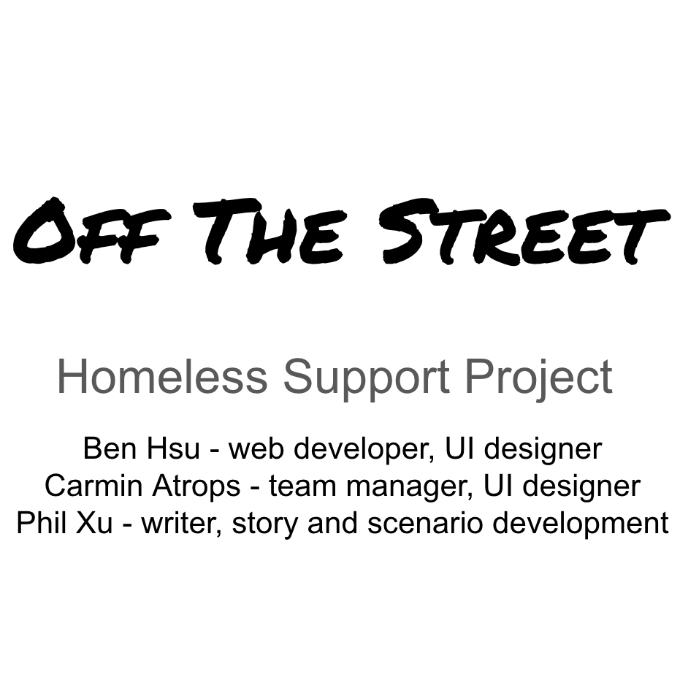 Off The Street
Homeless Support Project
Ben Hsu - web developer, UI designer
Carmin Atrops - team manager, UI designer
Phil Xu - writer, story and scenario development